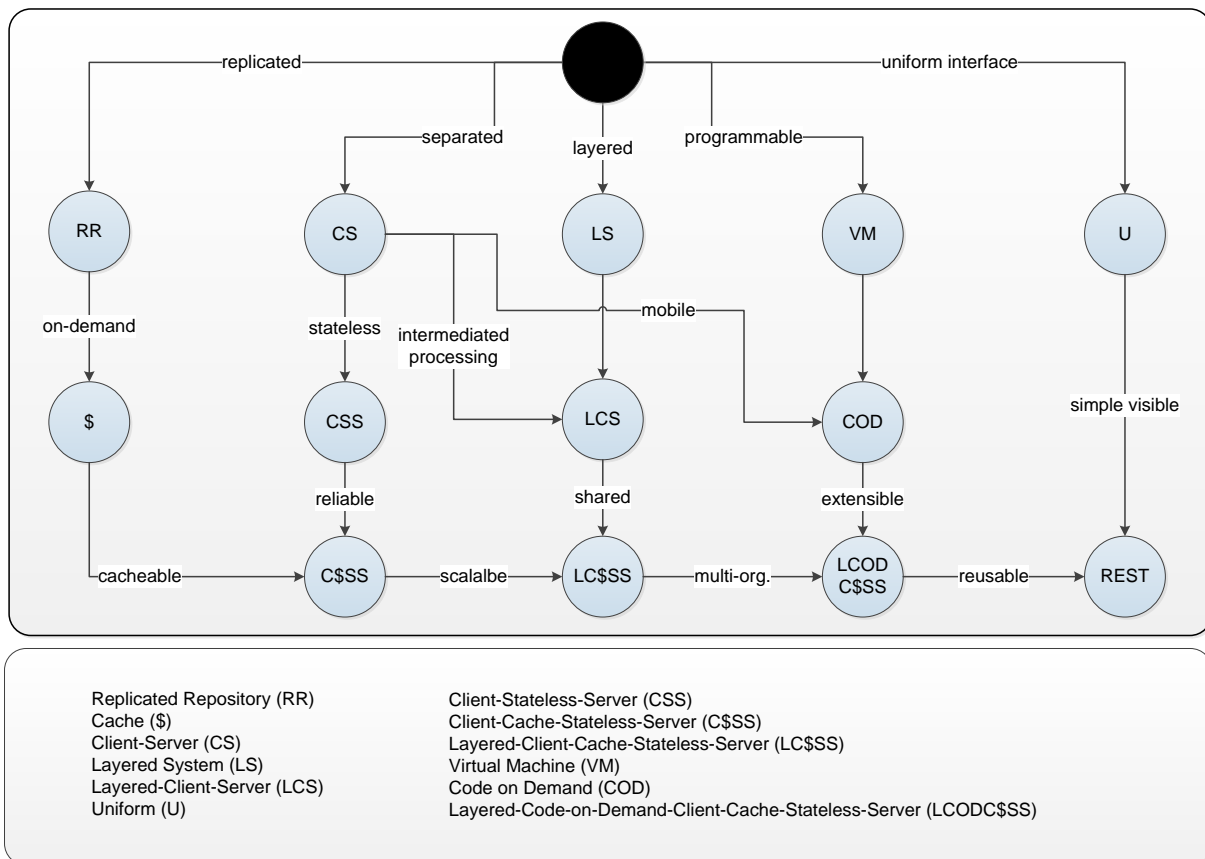 replicated
uniform interface
separated
layered
programmable
RR
CS
LS
VM
U
on-demand
stateless
intermediated
processing
mobile
simple visible
$
CSS
LCS
COD
reliable
shared
extensible
cacheable
C$SS
scalalbe
LC$SS
multi-org.
LCOD
C$SS
reusable
REST
Replicated Repository (RR)
Cache ($)
Client-Server (CS)
Layered System (LS)
Layered-Client-Server (LCS)
Uniform (U)
Client-Stateless-Server (CSS)
Client-Cache-Stateless-Server (C$SS)
Layered-Client-Cache-Stateless-Server (LC$SS)
Virtual Machine (VM)
Code on Demand (COD)
Layered-Code-on-Demand-Client-Cache-Stateless-Server (LCODC$SS)